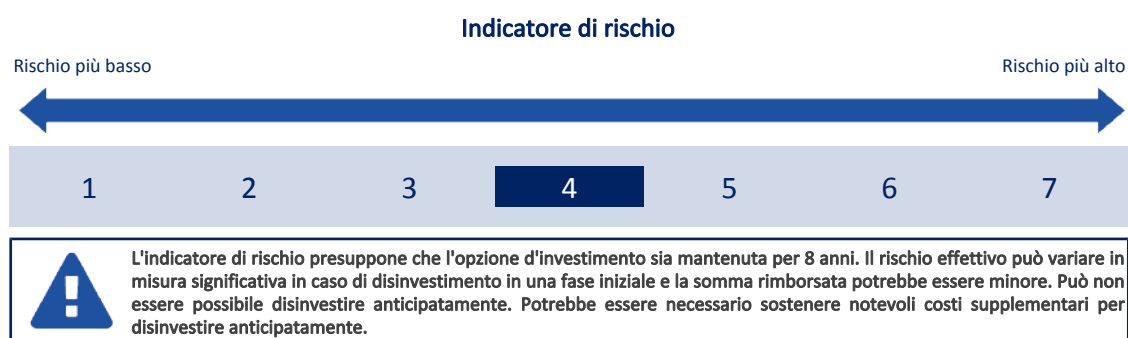 Indicatore di rischio
Rischio più basso
Rischio più alto
1 2 3 4 5 6 7
L'indicatore di rischio presuppone che l'opzione d'investimento sia mantenuta per 8 anni. Il rischio effettivo può variare in
misura significativa in caso di disinvestimento in una fase iniziale e la somma rimborsata potrebbe essere minore. Può non
essere possibile disinvestire anticipatamente. Potrebbe essere necessario sostenere notevoli costi supplementari per
disinvestire anticipatamente.